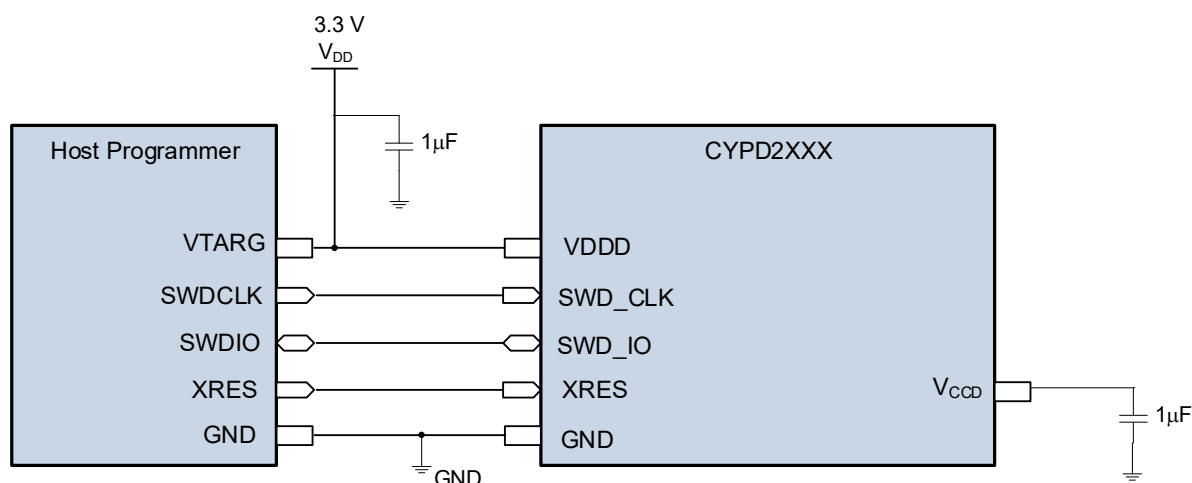 3.3 V
VDD
1μF
Host Programmer
CYPD2XXX
VTARG
VDDD
SWDCLK
SWD_CLK
SWDIO
SWD_IO
XRES
XRES
VCCD
1μF
GND
GND
GND